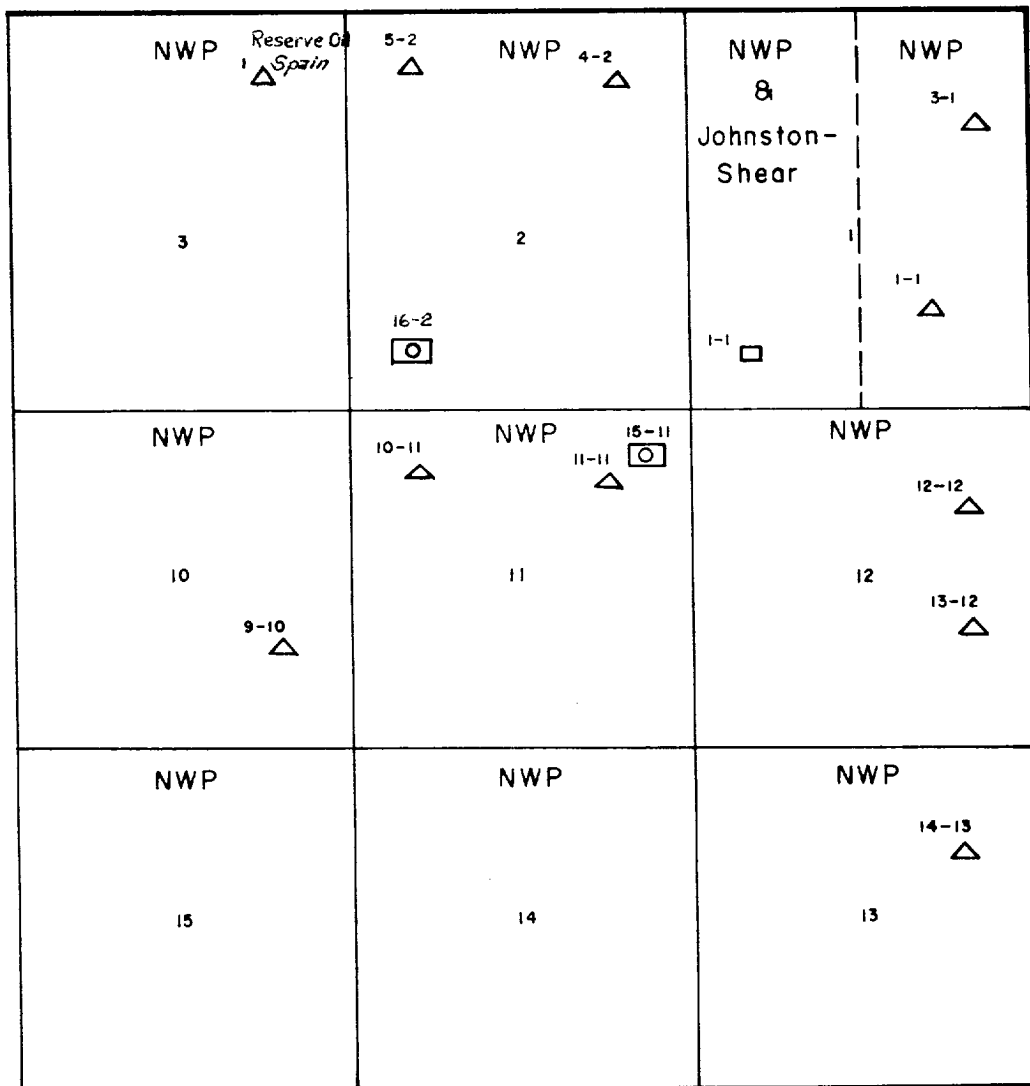 NWP
Reserve Oil
Spain
1
3
5-2
NWP
4-2
2
16-2
NWP
&
Johnston-
Shear
1
1-1
NWP
3-1
1-1
NWP
10
9-10
NWP
10-11
11-11
15-11
11
NWP
12-12
12
13-12
NWP
15
NWP
14
NWP
14-13
13